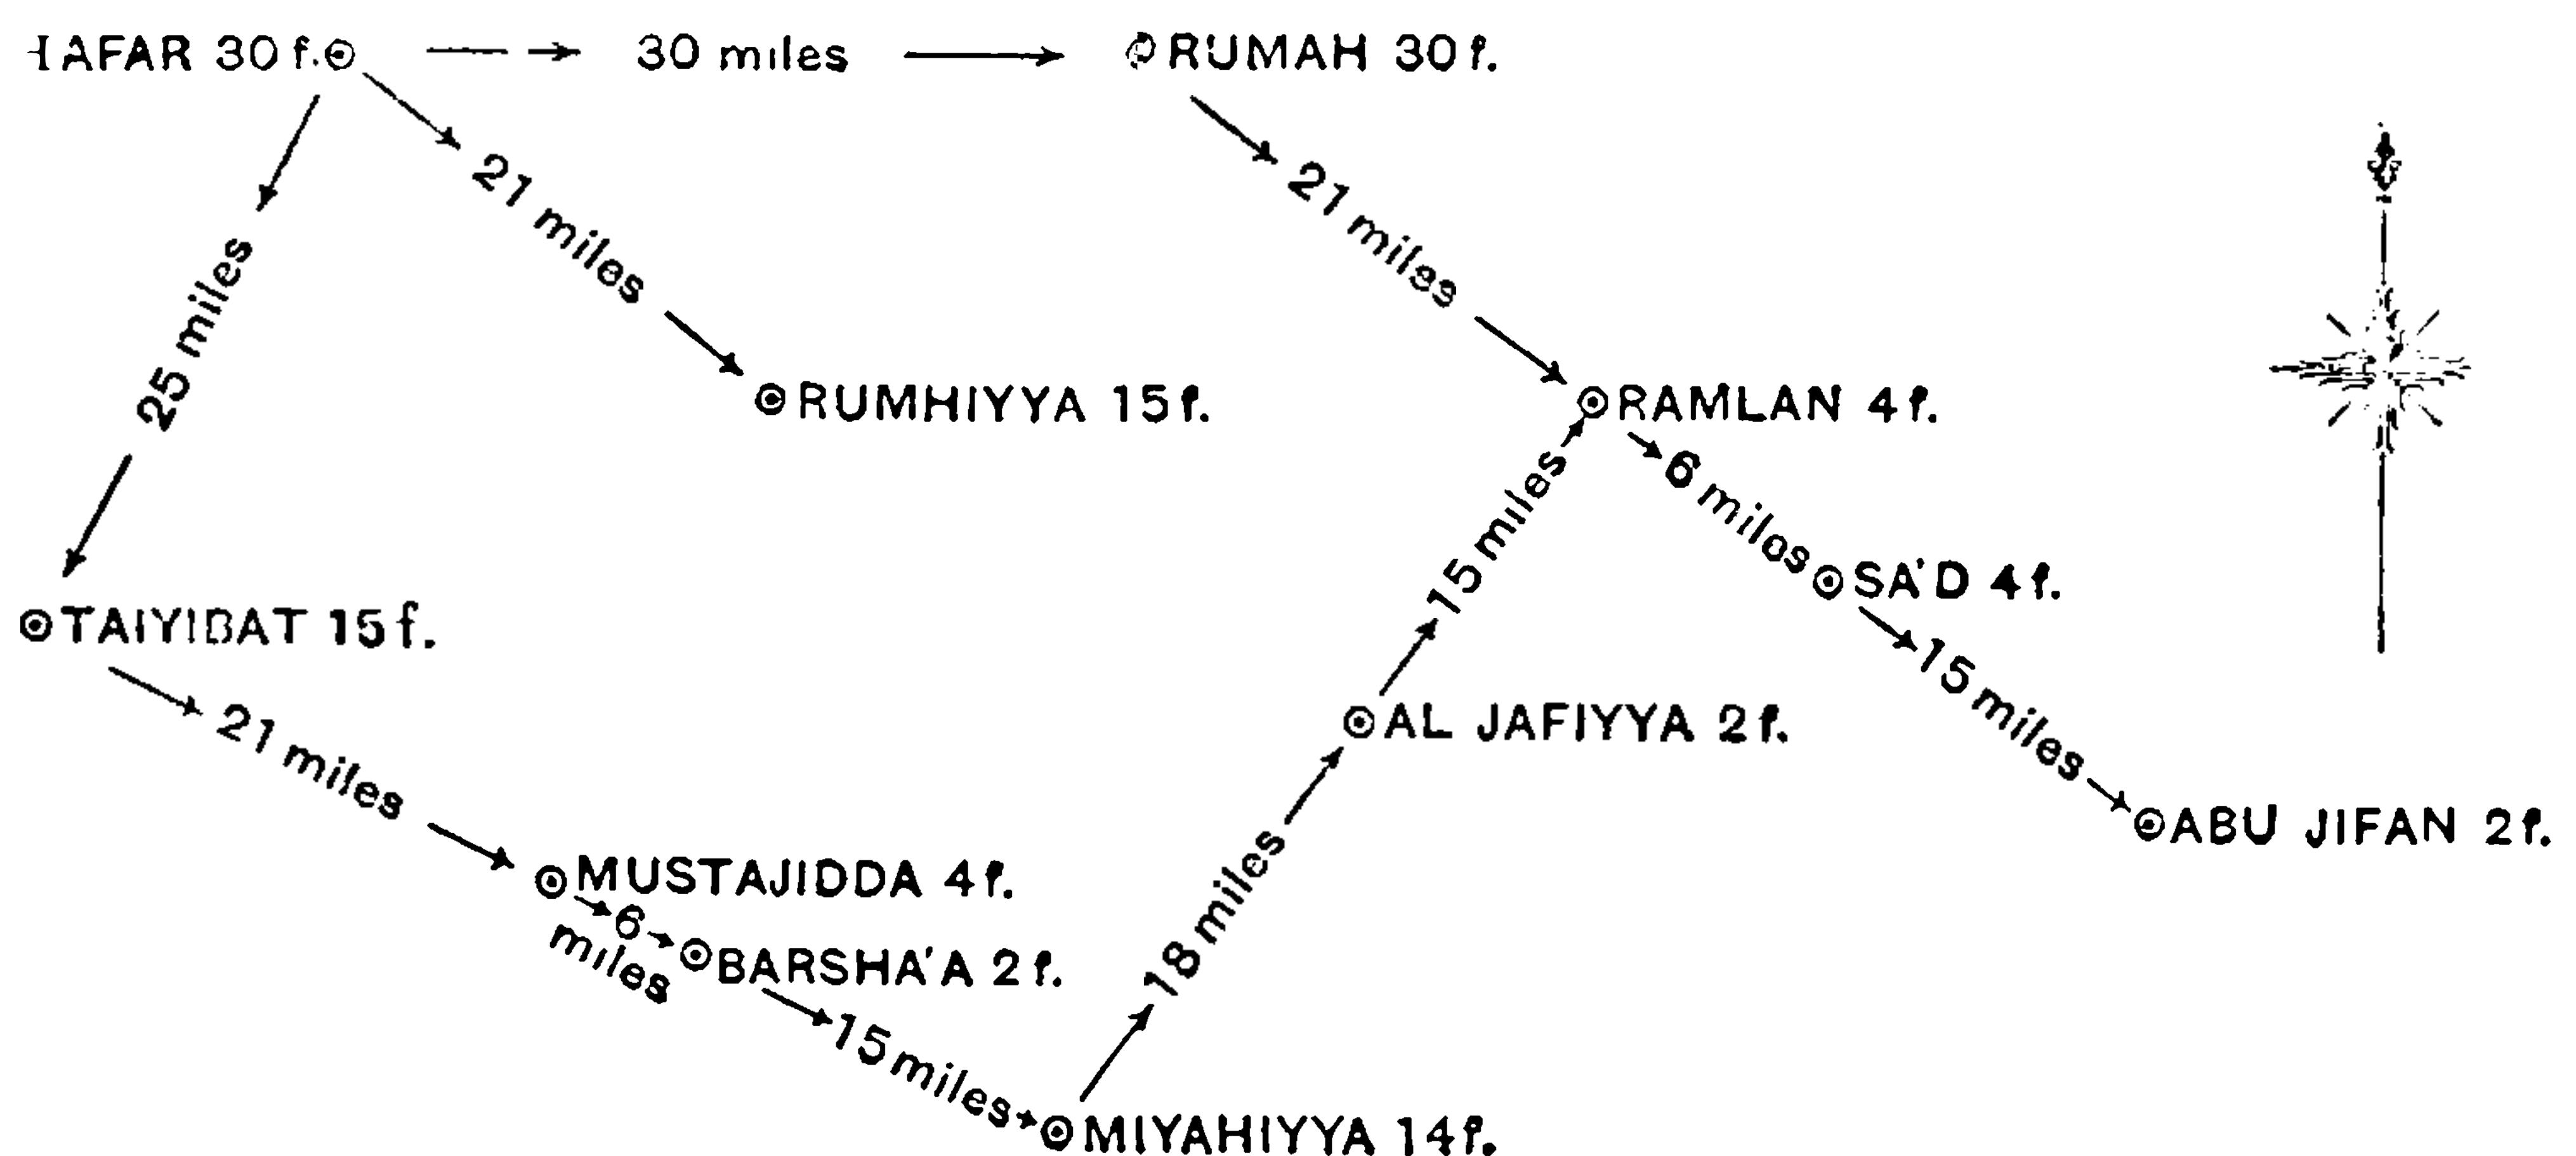 HAFAR 30 f.
30 miles
RUMAH 30 f.
21 miles
21 miles
25 miles
RUMHIYYA 15 f.
RAMLAN 4 f.
6 miles
15 miles
SA'D 4 f.
TAIYIBAT 15 f.
15 miles
21 miles
AL JAFIYYA 2 f.
ABU JIFAN 2 f.
MUSTAJIDDA 4 f.
6
miles
BARSHA'A 2 f.
18 miles
15 miles
MIYAHIYYA 14 f.